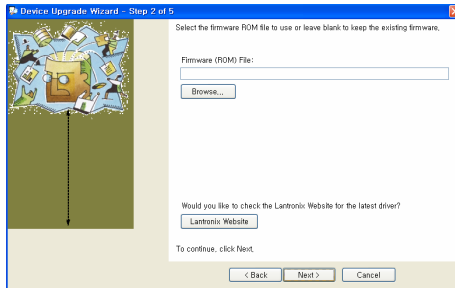 Device Upgrade Wizard - Step 2 of 5
Select the firmware ROM file to use or leave blank to keep the existing firmware.
Firmware (ROM) File:
Browse...
Would you like to check the Lantronix Website for the latest driver?
Lantronix Website
To continue, click Next.
< Back
Next >
Cancel